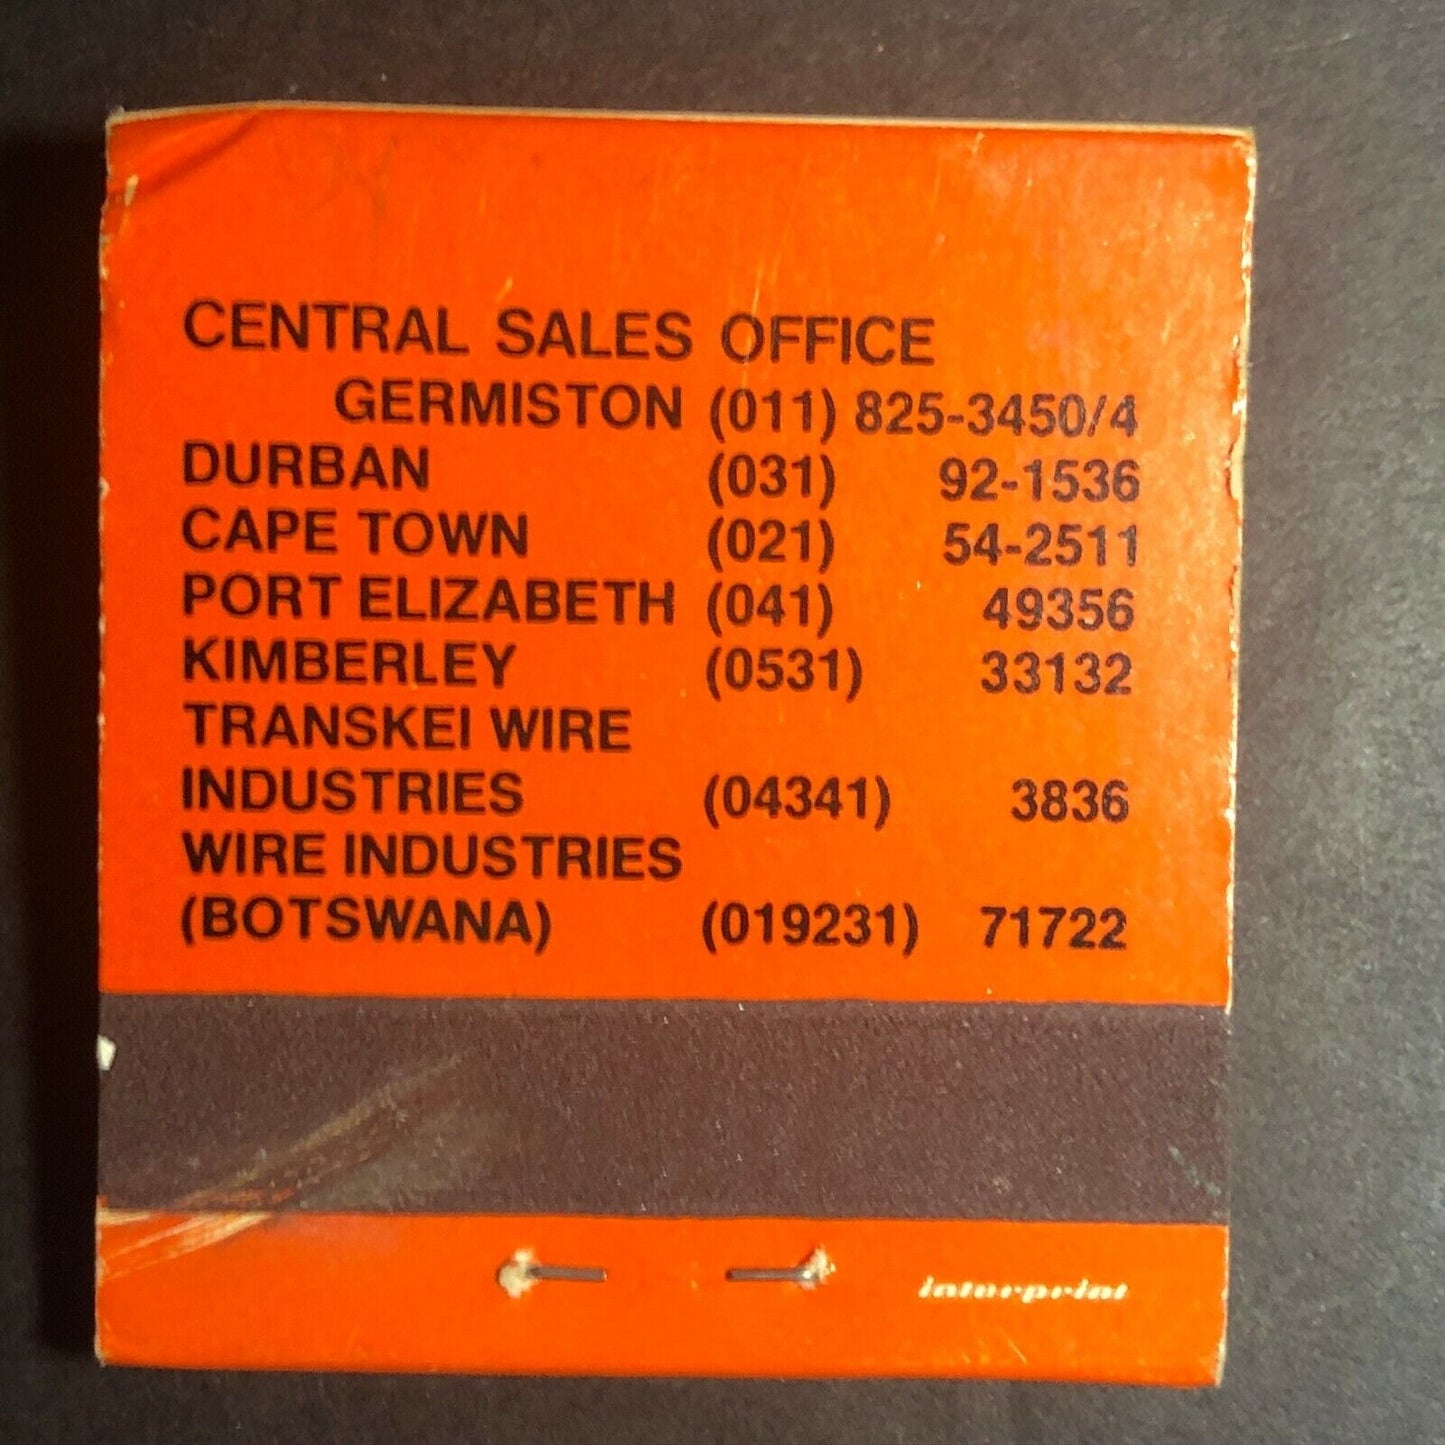 CENTRAL SALES OFFICE
GERMISTON (011) 825-3450/4
DURBAN (031) 92-1536
CAPE TOWN (021) 54-2511
PORT ELIZABETH (041) 49356
KIMBERLEY (0531) 33132
TRANSKEI WIRE
INDUSTRIES (04341) 3836
WIRE INDUSTRIES
(BOTSWANA) (019231) 71722
interprint